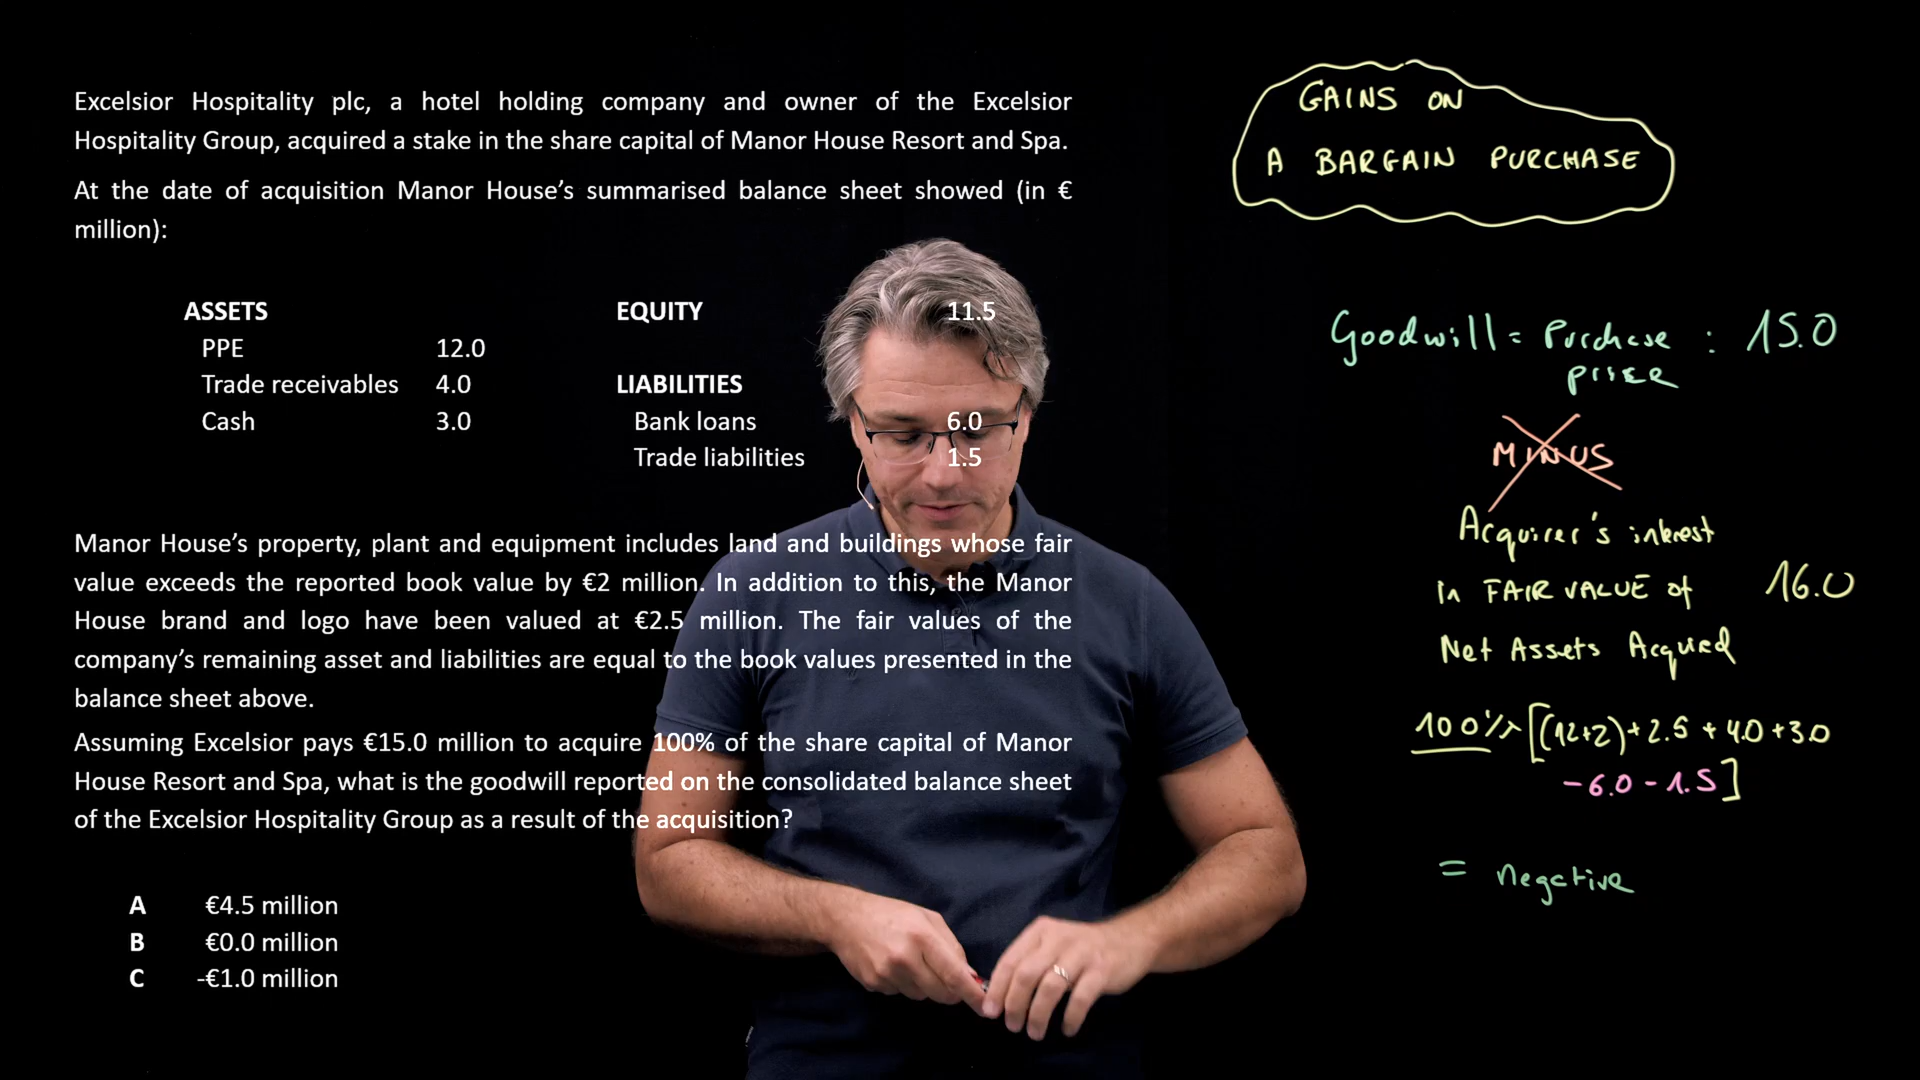 Excelsior Hospitality plc, a hotel holding company and owner of the Excelsior
Hospitality Group, acquired a stake in the share capital of Manor House Resort and Spa.
At the date of acquisition Manor House's summarised balance sheet showed (in €
million):
ASSETS EQUITY 11.5
PPE 12.0
Trade receivables 4.0 LIABILITIES
Cash 3.0 Bank loans 6.0
Trade liabilities 1.5
Manor House's property, plant and equipment includes land and buildings whose fair
value exceeds the reported book value by €2 million. In addition to this, the Manor
House brand and logo have been valued at €2.5 million. The fair values of the
company's remaining asset and liabilities are equal to the book values presented in the
balance sheet above.
Assuming Excelsior pays €15.0 million to acquire 100% of the share capital of Manor
House Resort and Spa, what is the goodwill reported on the consolidated balance sheet
of the Excelsior Hospitality Group as a result of the acquisition?
A €4.5 million
B €0.0 million
C -€1.0 million
GAINS ON
A BARGAIN PURCHASE
Goodwill = Purchase : 15.0
price
MINUS
Acquirer's interest
in FAIR VALUE of 16.0
Net Assets Acquired
100% [(12+2)+2.5+4.0+3.0
-6.0-1.5]
= negative